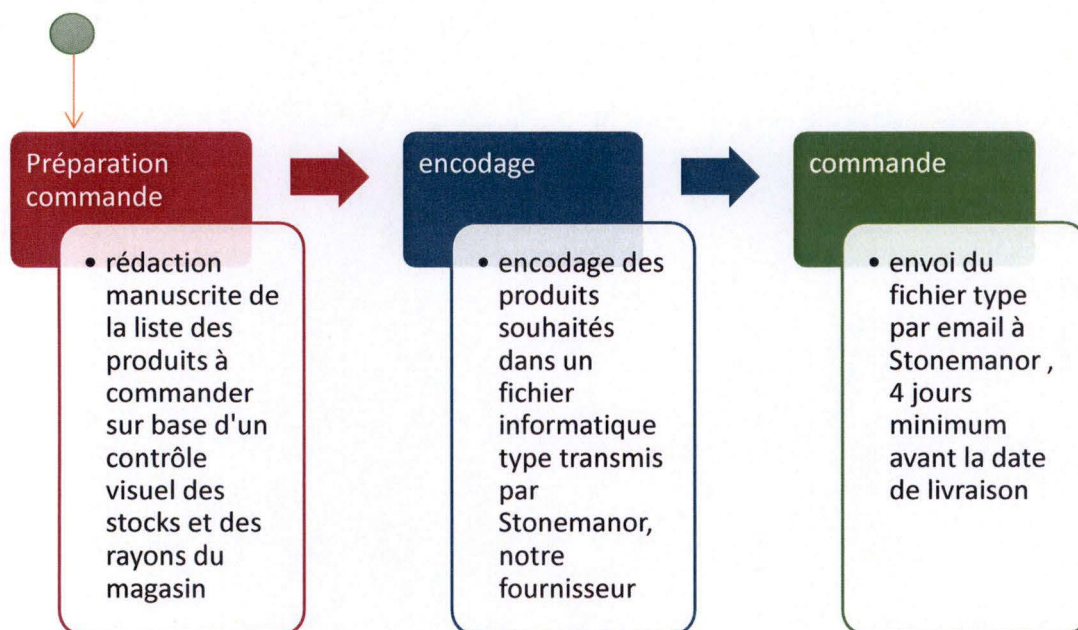 Préparation
commande
• rédaction
manuscrite de
la liste des
produits à
commander
sur base d'un
contrôle
visuel des
stocks et des
rayons du
magasin
encodage
• encodage des
produits
souhaités
dans un
fichier
informatique
type transmis
par
Stonemanor,
notre
fournisseur
commande
• envoi du
fichier type
par email à
Stonemanor ,
4 jours
minimum
avant la date
de livraison